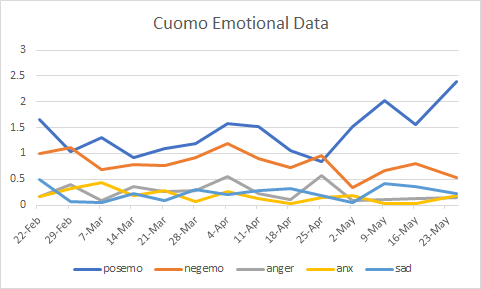 Cuomo Emotional Data
3
2.5
2
1.5
1
0.5
0
22-Feb 29-Feb 7-Mar 14-Mar 21-Mar 28-Mar 4-Apr 11-Apr 18-Apr 25-Apr 2-May 9-May 16-May 23-May
posemo negemo anger anx sad